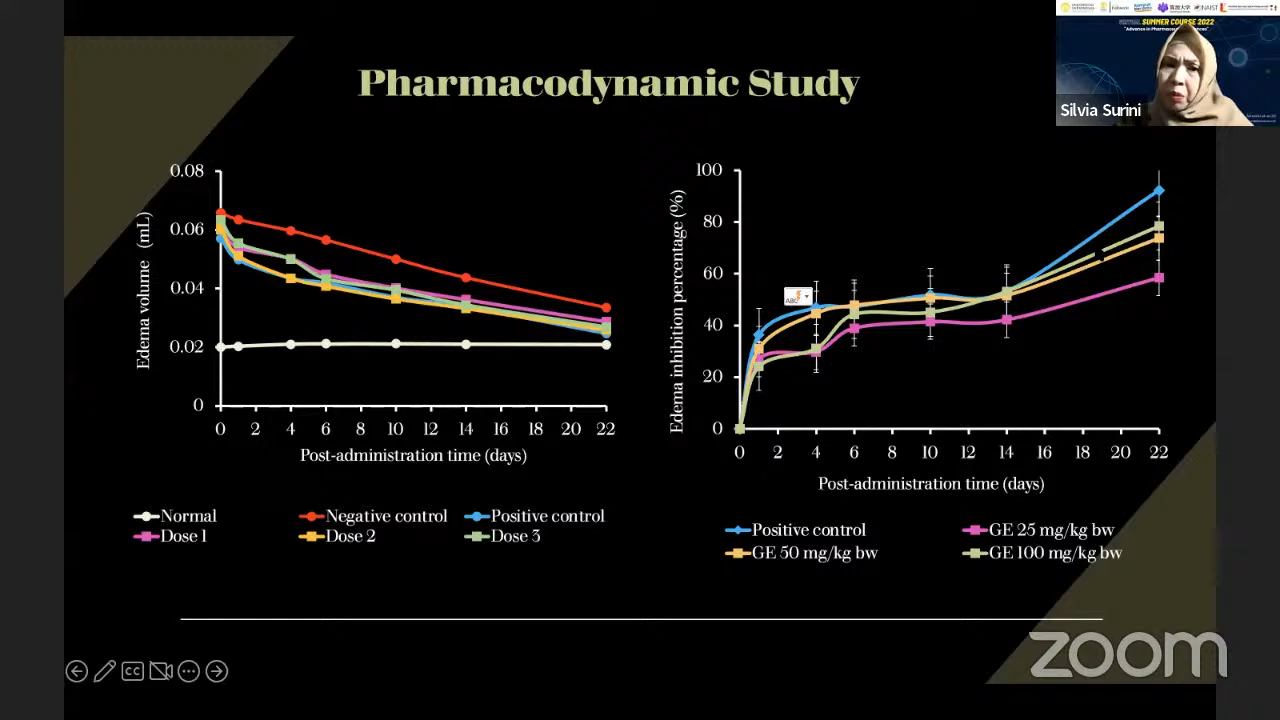 SUMMER COURSE 2022
Silvia Surini
Pharmacodynamic Study
Edema volume (mL)
0.08
0.06
0.04
0.02
0
0 2 4 6 8 10 12 14 16 18 20 22
Post-administration time (days)
Normal Negative control Positive control
Dose 1 Dose 2 Dose 3
Edema inhibition percentage (%)
100
80
60
40
20
0
ABC
0 2 4 6 8 10 12 14 16 18 20 22
Post-administration time (days)
Positive control GE 25 mg/kg bw
GE 50 mg/kg bw GE 100 mg/kg bw
CC
zoom